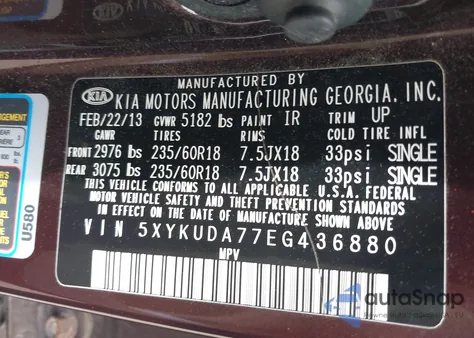 MANUFACTURED BY
KIA KIA MOTORS MANUFACTURING GEORGIA, INC.
FEB/22/13 GVWR 5182 lbs PAINT IR TRIM UP
GAWR TIRES RIMS COLD TIRE INFL
FRONT 2976 lbs 235/60R18 7.5JX18 33psi SINGLE
REAR 3075 lbs 235/60R18 7.5JX18 33psi SINGLE
THIS VEHICLE CONFORMS TO ALL APPLICABLE U.S.A. FEDERAL
MOTOR VEHICLE SAFETY AND THEFT PREVENTION STANDARDS
IN EFFECT ON THE DATE OF MANUFACTURE SHOWN ABOVE.
VIN 5XYKUDA77EG436880
MPV
U580
autoSnap